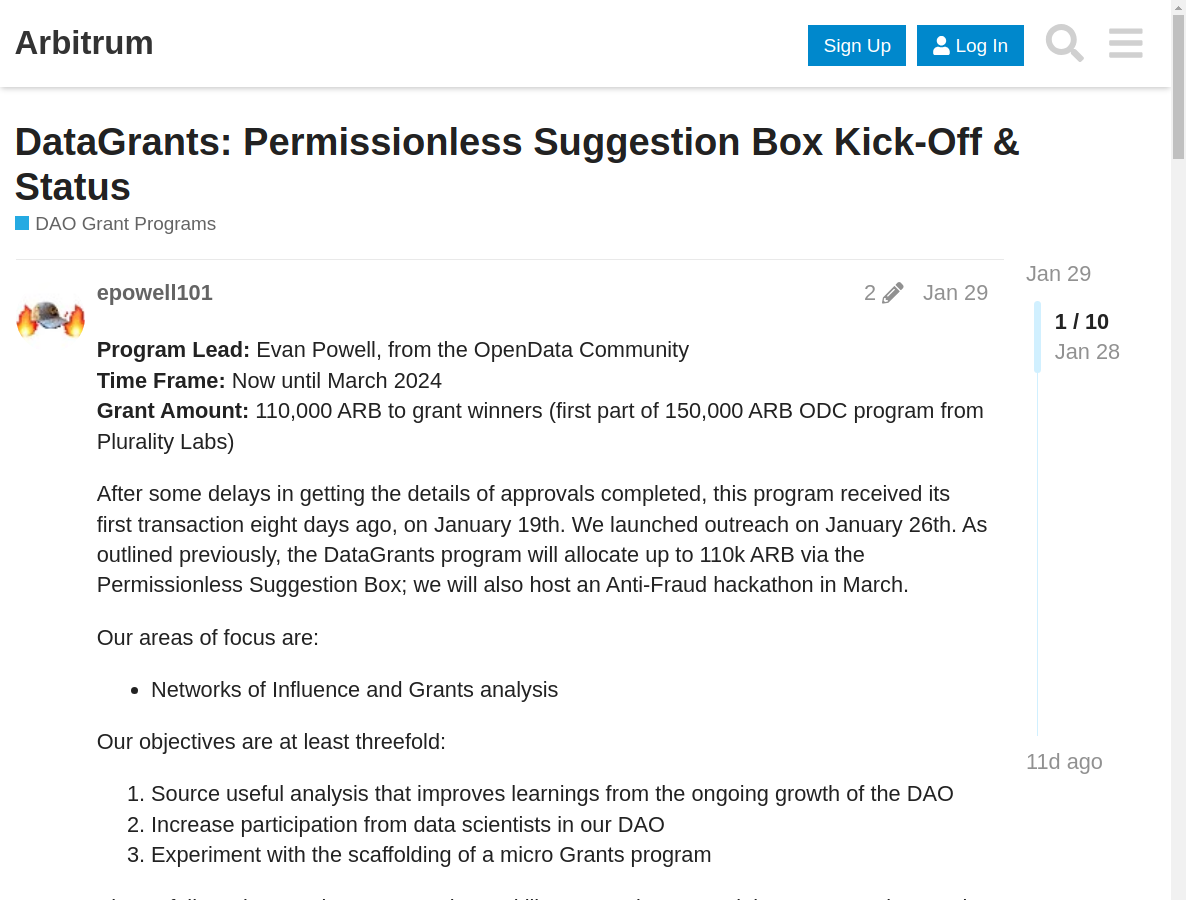 Arbitrum
Sign Up
Log In
DataGrants: Permissionless Suggestion Box Kick-Off &
Status
DAO Grant Programs
epowell101
2
Jan 29
Program Lead: Evan Powell, from the OpenData Community
Time Frame: Now until March 2024
Grant Amount: 110,000 ARB to grant winners (first part of 150,000 ARB ODC program from
Plurality Labs)
After some delays in getting the details of approvals completed, this program received its
first transaction eight days ago, on January 19th. We launched outreach on January 26th. As
outlined previously, the DataGrants program will allocate up to 110k ARB via the
Permissionless Suggestion Box; we will also host an Anti-Fraud hackathon in March.
Our areas of focus are:
• Networks of Influence and Grants analysis
Our objectives are at least threefold:
1. Source useful analysis that improves learnings from the ongoing growth of the DAO
2. Increase participation from data scientists in our DAO
3. Experiment with the scaffolding of a micro Grants program
Jan 29
1 / 10
Jan 28
11d ago